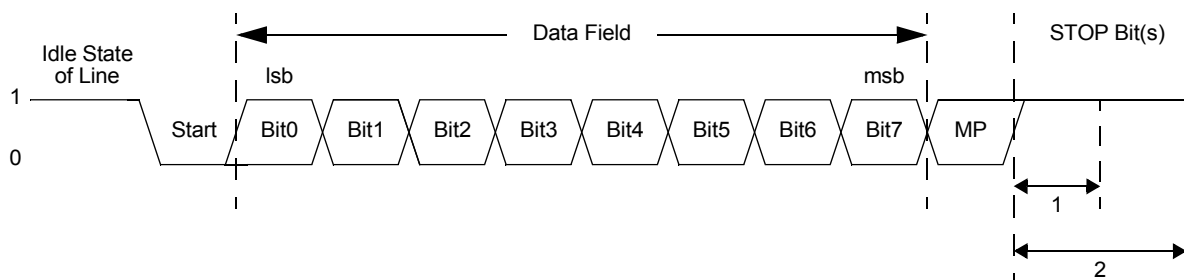 Data Field
STOP Bit(s)
Idle State
of Line
lsb
msb
1
Start
Bit0
Bit1
Bit2
Bit3
Bit4
Bit5
Bit6
Bit7
MP
0
1
2